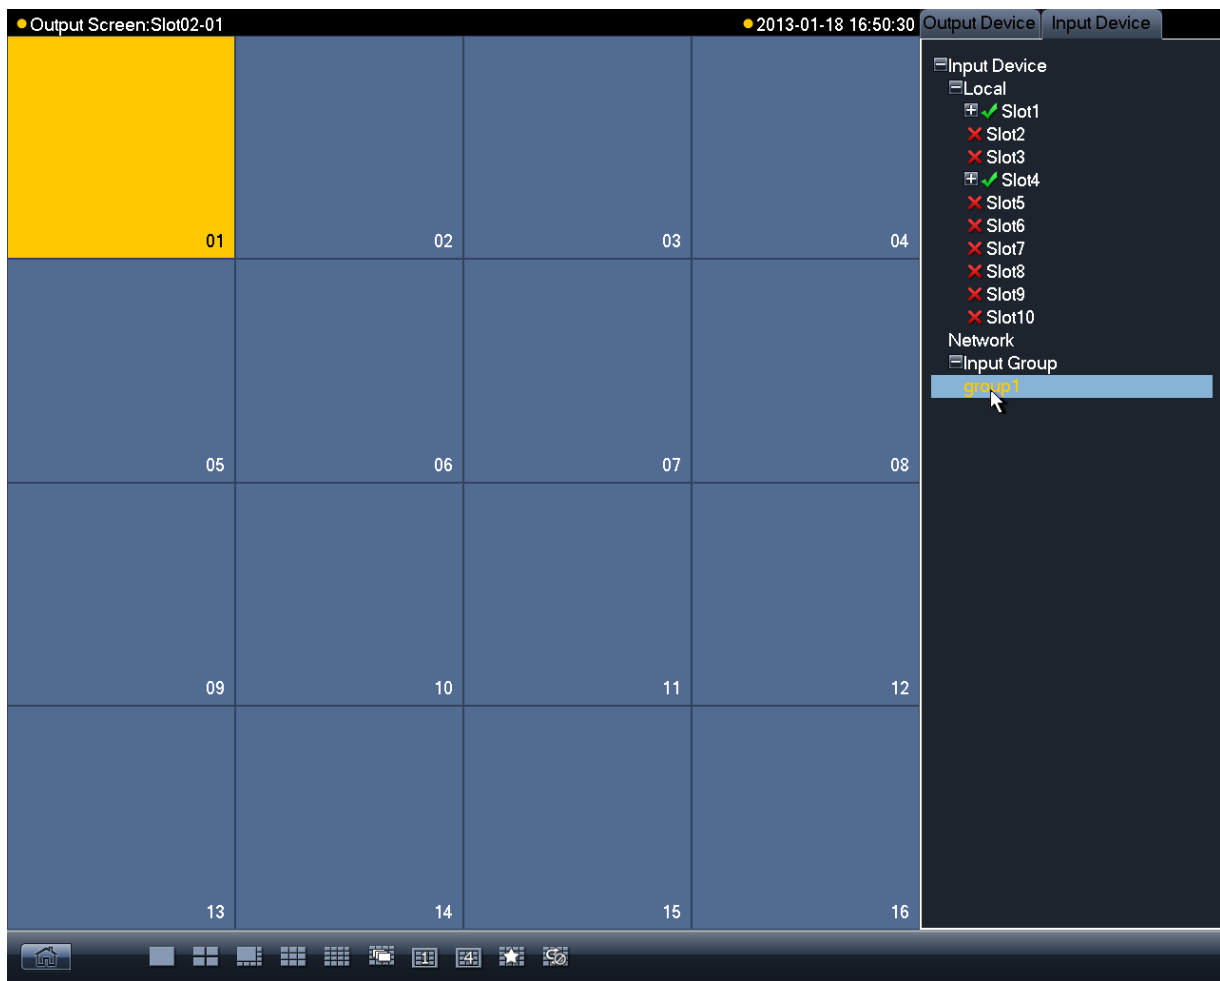 Output Screen:Slot02-01
2013-01-18 16:50:30
Output Device
Input Device
01
02
03
04
05
06
07
08
09
10
11
12
13
14
15
16
Input Device
Local
Slot1
Slot2
Slot3
Slot4
Slot5
Slot6
Slot7
Slot8
Slot9
Slot10
Network
Input Group
group1
1
4